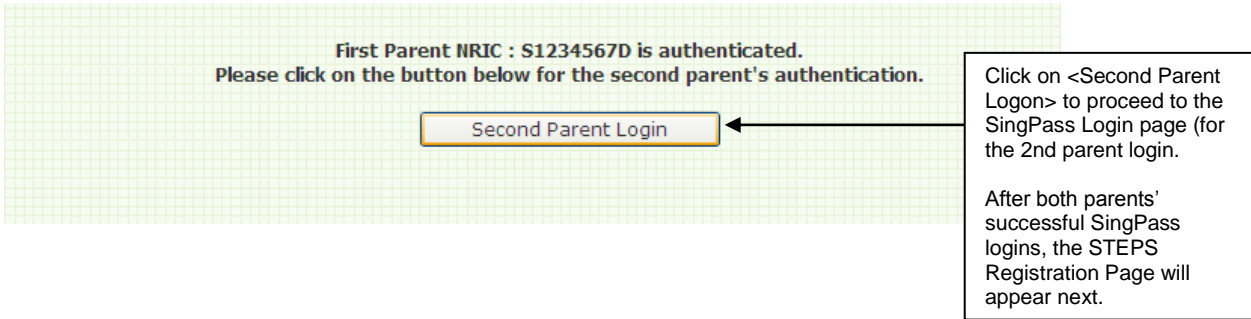 First Parent NRIC : S1234567D is authenticated.
Please click on the button below for the second parent's authentication.
Second Parent Login
Click on <Second Parent
Logon> to proceed to the
SingPass Login page (for
the 2nd parent login.
After both parents’
successful SingPass
logins, the STEPS
Registration Page will
appear next.